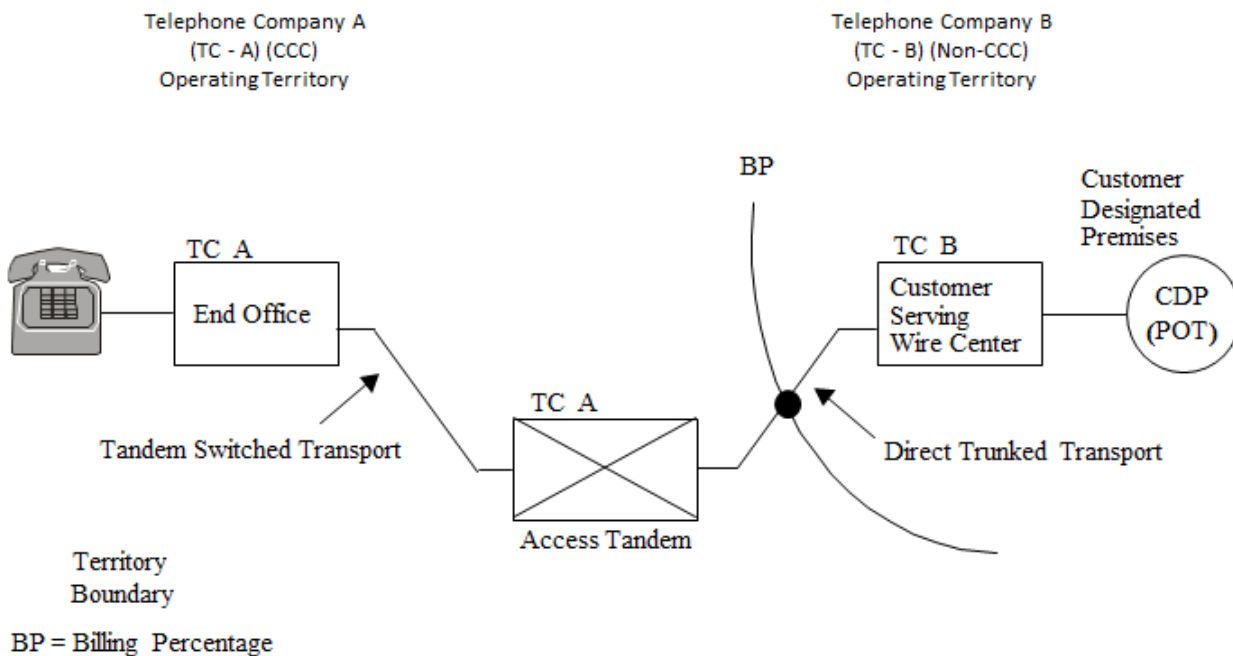 Telephone Company A
(TC - A) (CCC)
Operating Territory
Telephone Company B
(TC - B) (Non-CCC)
Operating Territory
BP
Customer
Designated
Premises
TC A
End Office
TC B
Customer
Serving
Wire Center
CDP
(POT)
TC A
Tandem Switched Transport
Direct Trunked Transport
Access Tandem
Territory
Boundary
BP = Billing Percentage